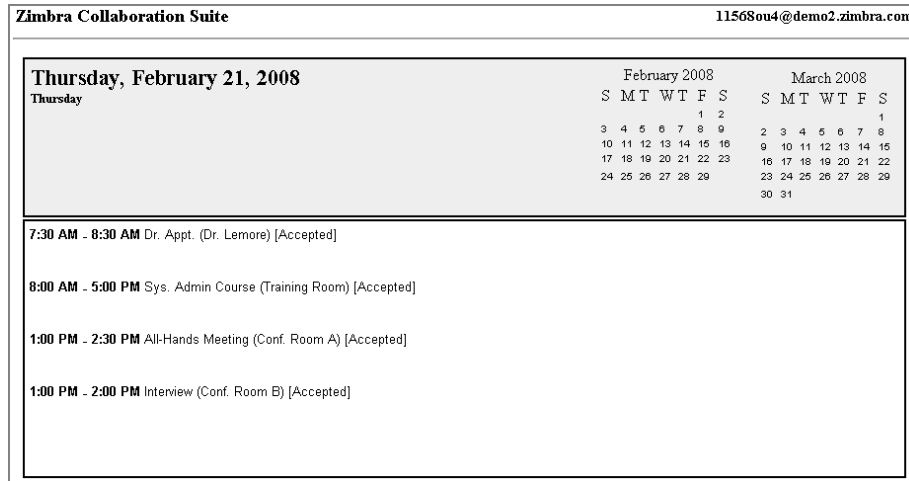 Zimbra Collaboration Suite 11568ou4@demo2.zimbra.com
Thursday, February 21, 2008
Thursday
February 2008
S M T W T F S
1 2
3 4 5 6 7 8 9
10 11 12 13 14 15 16
17 18 19 20 21 22 23
24 25 26 27 28 29
March 2008
S M T W T F S
1
2 3 4 5 6 7 8
9 10 11 12 13 14 15
16 17 18 19 20 21 22
23 24 25 26 27 28 29
30 31
7:30 AM - 8:30 AM Dr. Appt. (Dr. Lemore) [Accepted]
8:00 AM - 5:00 PM Sys. Admin Course (Training Room) [Accepted]
1:00 PM - 2:30 PM All-Hands Meeting (Conf. Room A) [Accepted]
1:00 PM - 2:00 PM Interview (Conf. Room B) [Accepted]